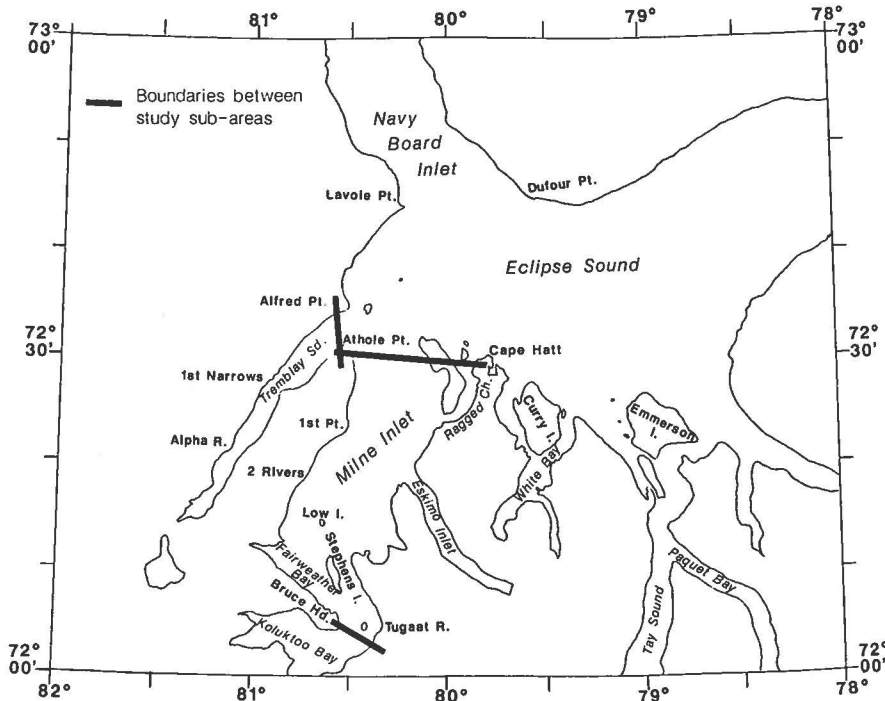 81°
80°
79°
78°
73°
00'
73°
00'
Boundaries between
study sub-areas
Navy
Board
Inlet
Dufour Pt.
Lavoie Pt.
Eclipse Sound
Alfred Pt.
72°
30'
Athole Pt.
Cape Hatt
72°
30'
Tremblay Sd.
1st Narrows
Ragged Ch.
Curry I.
Emmerson
I.
1st Pt.
Alpha R.
Milne Inlet
2 Rivers
White Bay
Eskimo Inlet
Low I.
Stephens I.
Fairweather
Bay
Paquet Bay
Bruce Hd.
Tugaat R.
Koluktoo Bay
Tay Sound
72°
00'
72°
00'
82°
81°
80°
79°
78°